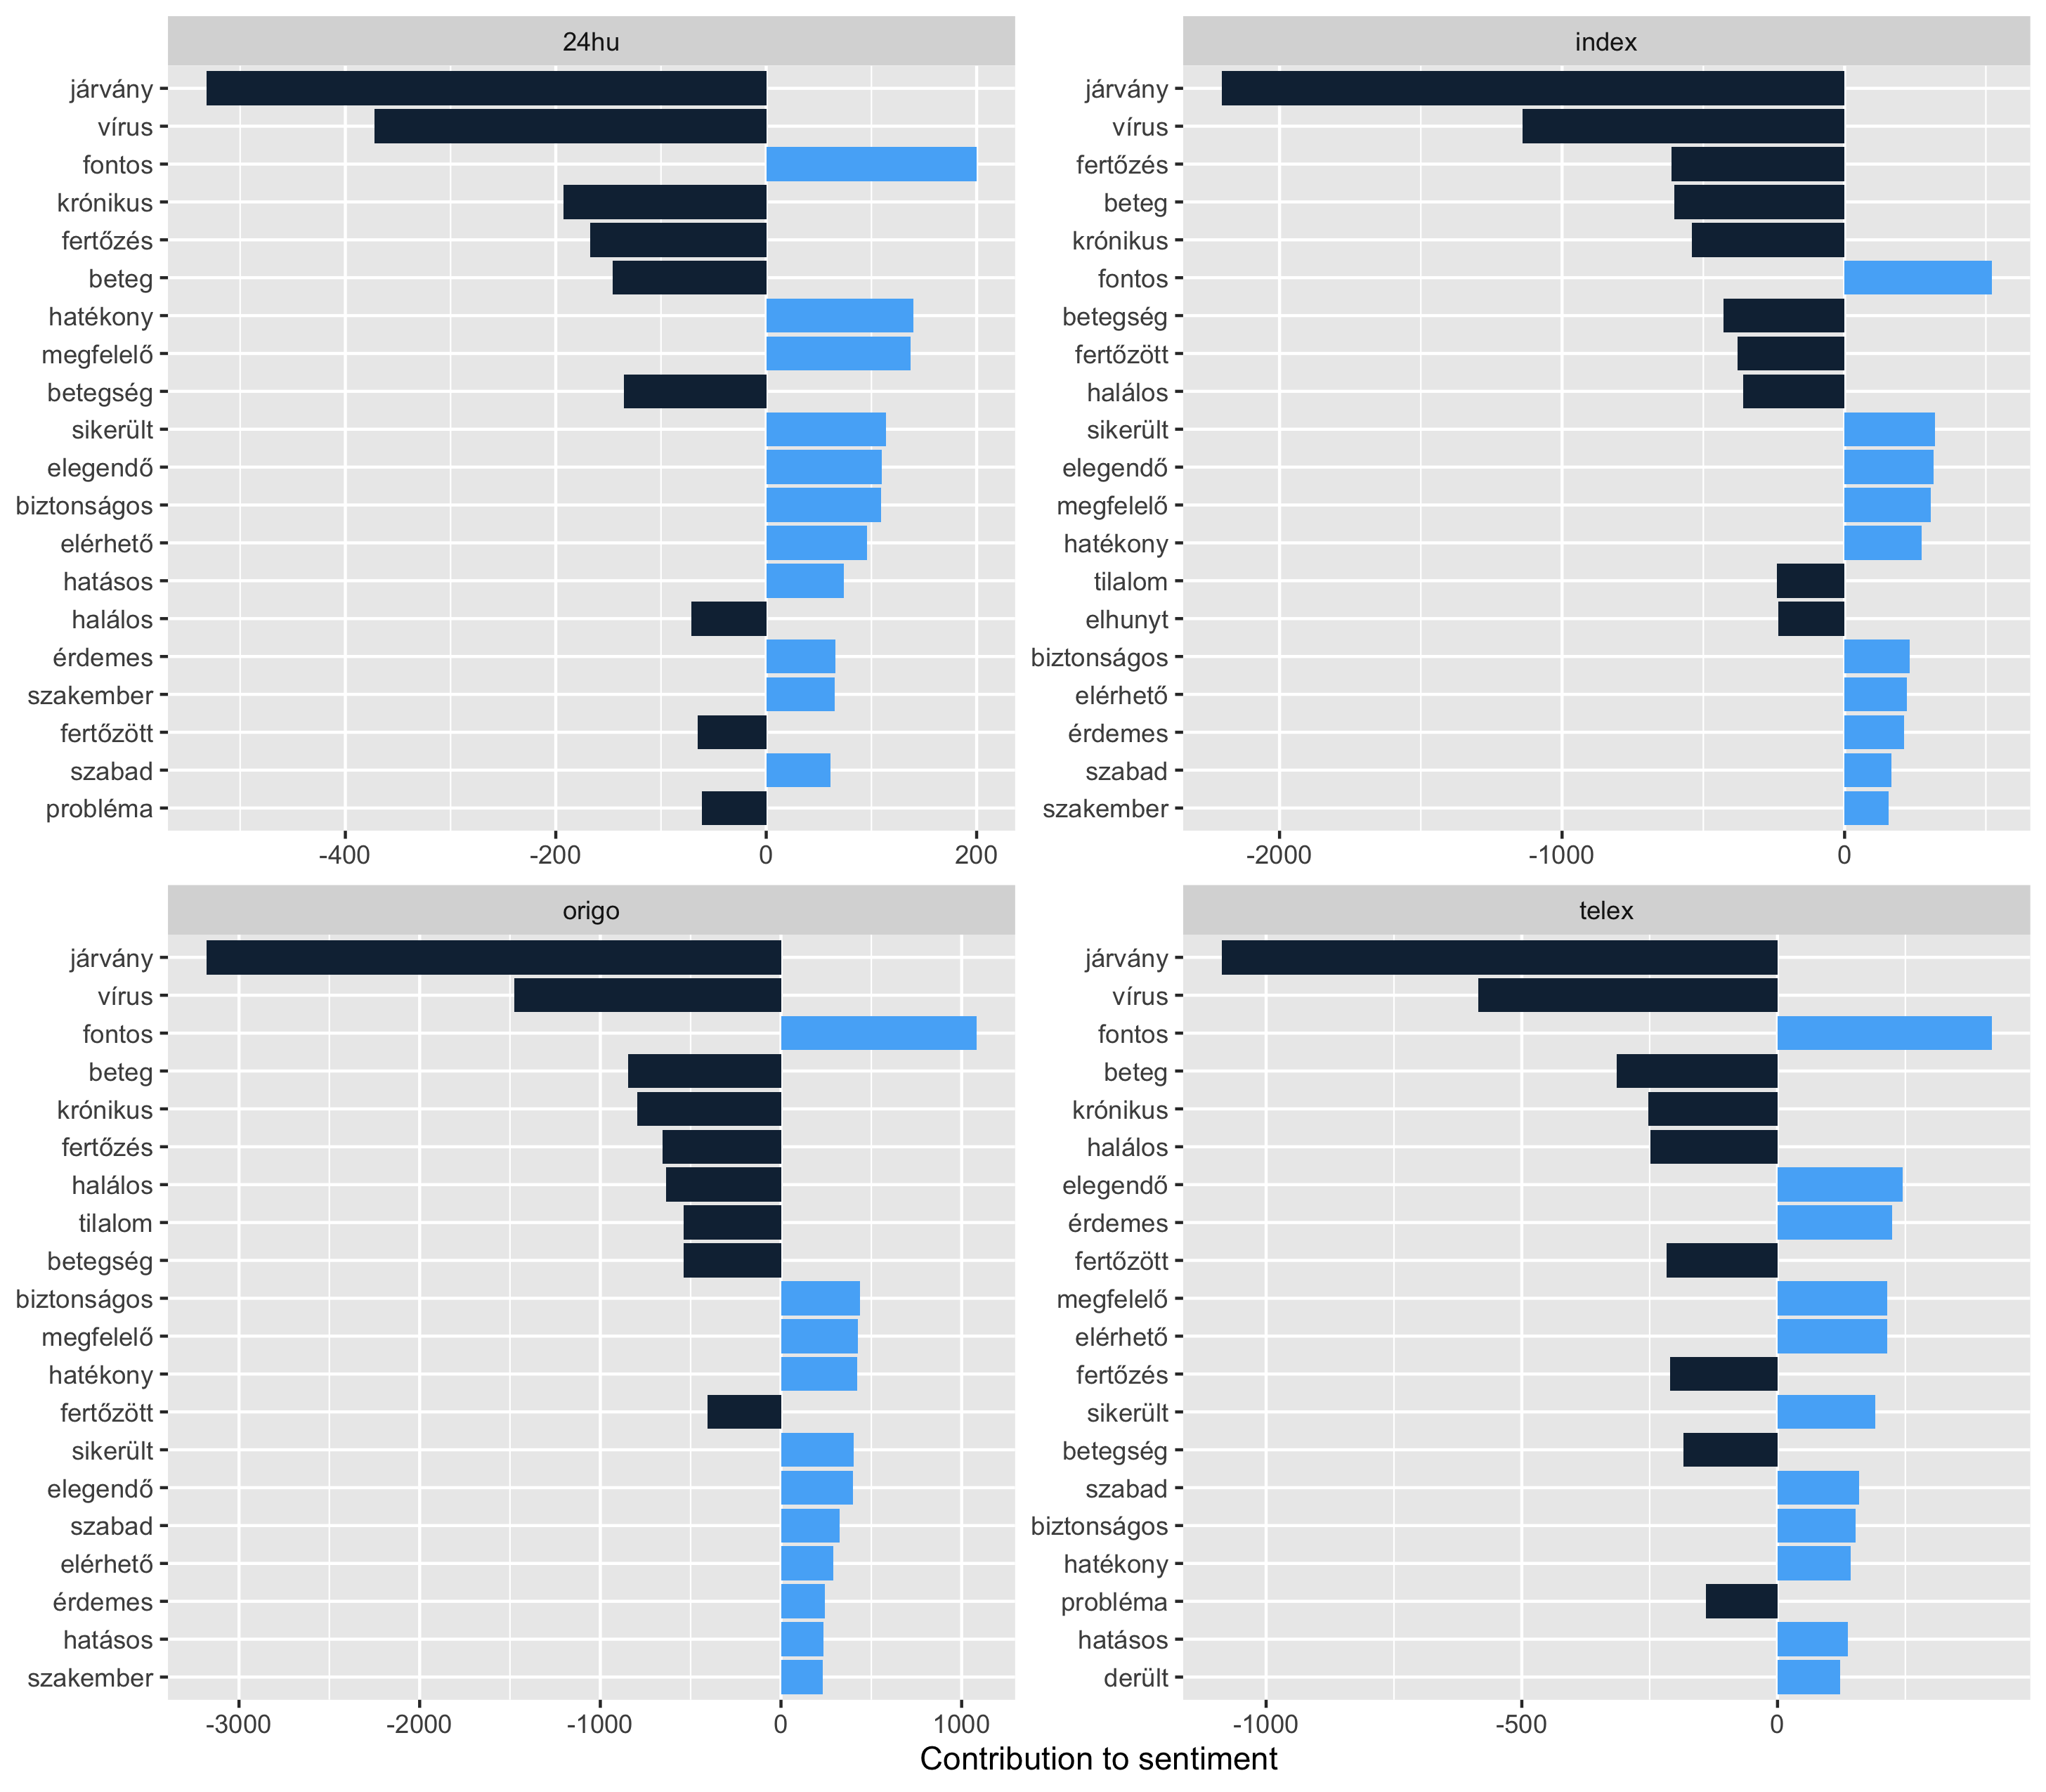 24hu
járvány
vírus
fontos
krónikus
fertőzés
beteg
hatékony
megfelelő
betegség
sikerült
elegendő
biztonságos
elérhető
hatásos
halálos
érdemes
szakember
fertőzött
szabad
probléma
-400 -200 0 200
index
járvány
vírus
fertőzés
beteg
krónikus
fontos
betegség
fertőzött
halálos
sikerült
elegendő
megfelelő
hatékony
tilalom
elhunyt
biztonságos
elérhető
érdemes
szabad
szakember
-2000 -1000 0
origo
járvány
vírus
fontos
beteg
krónikus
fertőzés
halálos
tilalom
betegség
biztonságos
megfelelő
hatékony
fertőzött
sikerült
elegendő
szabad
elérhető
érdemes
hatásos
szakember
-3000 -2000 -1000 0 1000
telex
járvány
vírus
fontos
beteg
krónikus
halálos
elegendő
érdemes
fertőzött
megfelelő
elérhető
fertőzés
sikerült
betegség
szabad
biztonságos
hatékony
probléma
hatásos
derült
-1000 -500 0
Contribution to sentiment